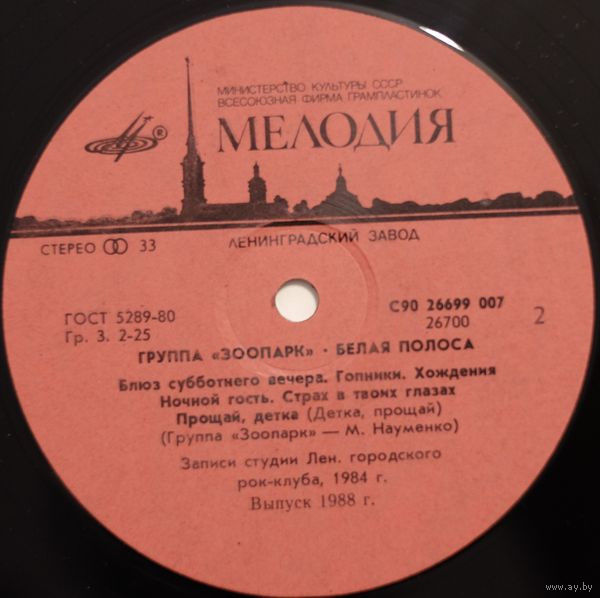 МИНИСТЕРСТВО КУЛЬТУРЫ СССР
ВСЕСОЮЗНАЯ ФИРМА ГРАМПЛАСТИНОК
МЕЛОДИЯ
®
СТЕРЕО 33
ЛЕНИНГРАДСКИЙ ЗАВОД
ГОСТ 5289-80
Гр. 3. 2-25
С90 26699 007
26700
2
ГРУППА «ЗООПАРК» · БЕЛАЯ ПОЛОСА
Блюз субботнего вечера. Гопники. Хождения
Ночной гость. Страх в твоих глазах
Прощай, детка (Детка, прощай)
(Группа «Зоопарк» — М. Науменко)
Записи студии Лен. городского
рок-клуба, 1984 г.
Выпуск 1988 г.
www.ay.by